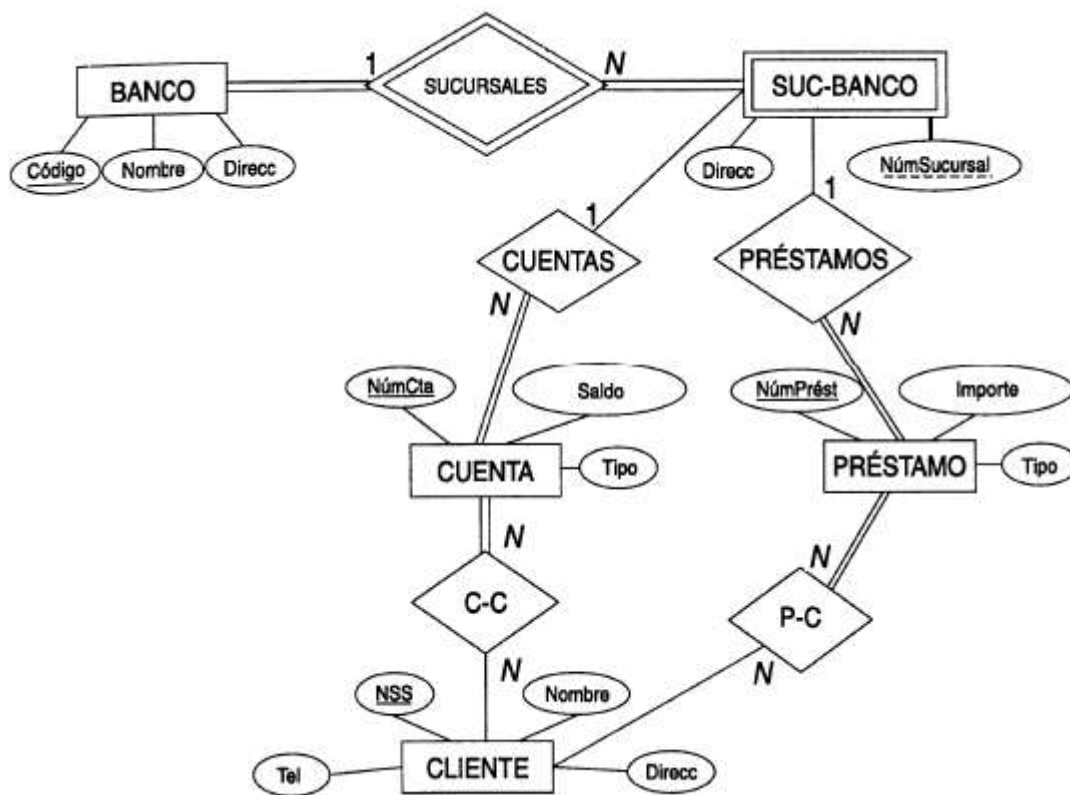 1
N
BANCO
SUCURSALES
SUC-BANCO
Código
Nombre
Direcc
Direcc
NúmSucursal
1
1
CUENTAS
PRÉSTAMOS
N
N
NúmCta
Saldo
NúmPrést
Importe
CUENTA
Tipo
PRÉSTAMO
Tipo
N
N
C-C
P-C
N
N
NSS
Nombre
Tel
CLIENTE
Direcc